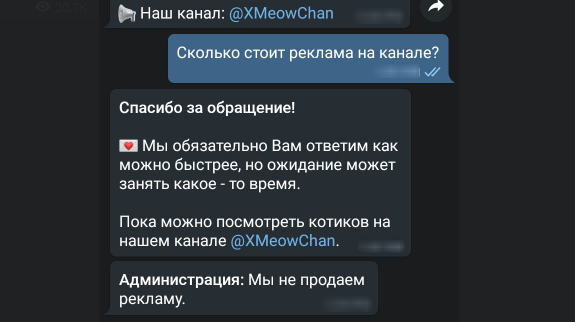 20.7K
Наш канал: @XMeowChan
Сколько стоит реклама на канале?
Спасибо за обращение!
💌 Мы обязательно Вам ответим как
можно быстрее, но ожидание может
занять какое - то время.
Пока можно посмотреть котиков на
нашем канале @XMeowChan.
Администрация: Мы не продаем
рекламу.